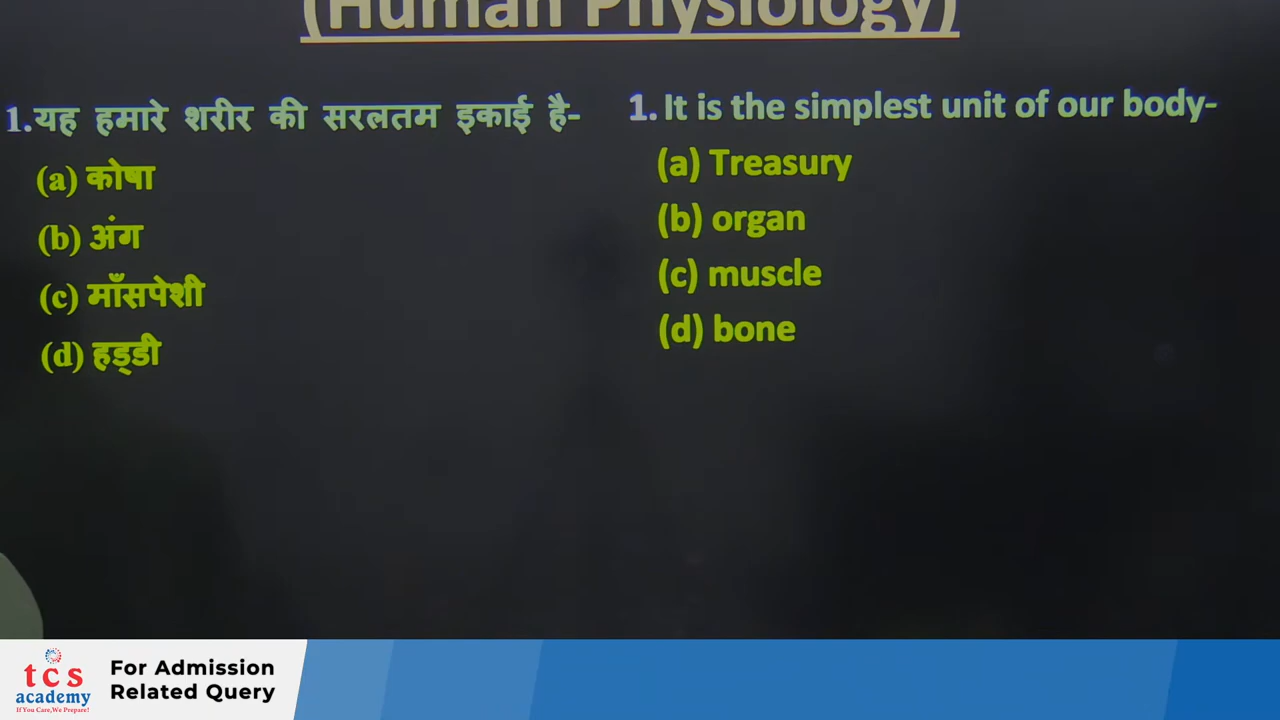 (Human Physiology)
1.यह हमारे शरीर की सरलतम इकाई है-
(a) कोषा
(b) अंग
(c) माँसपेशी
(d) हड्डी
1. It is the simplest unit of our body-
(a) Treasury
(b) organ
(c) muscle
(d) bone
tcs
academy
If You Care,We Prepare!
For Admission
Related Query